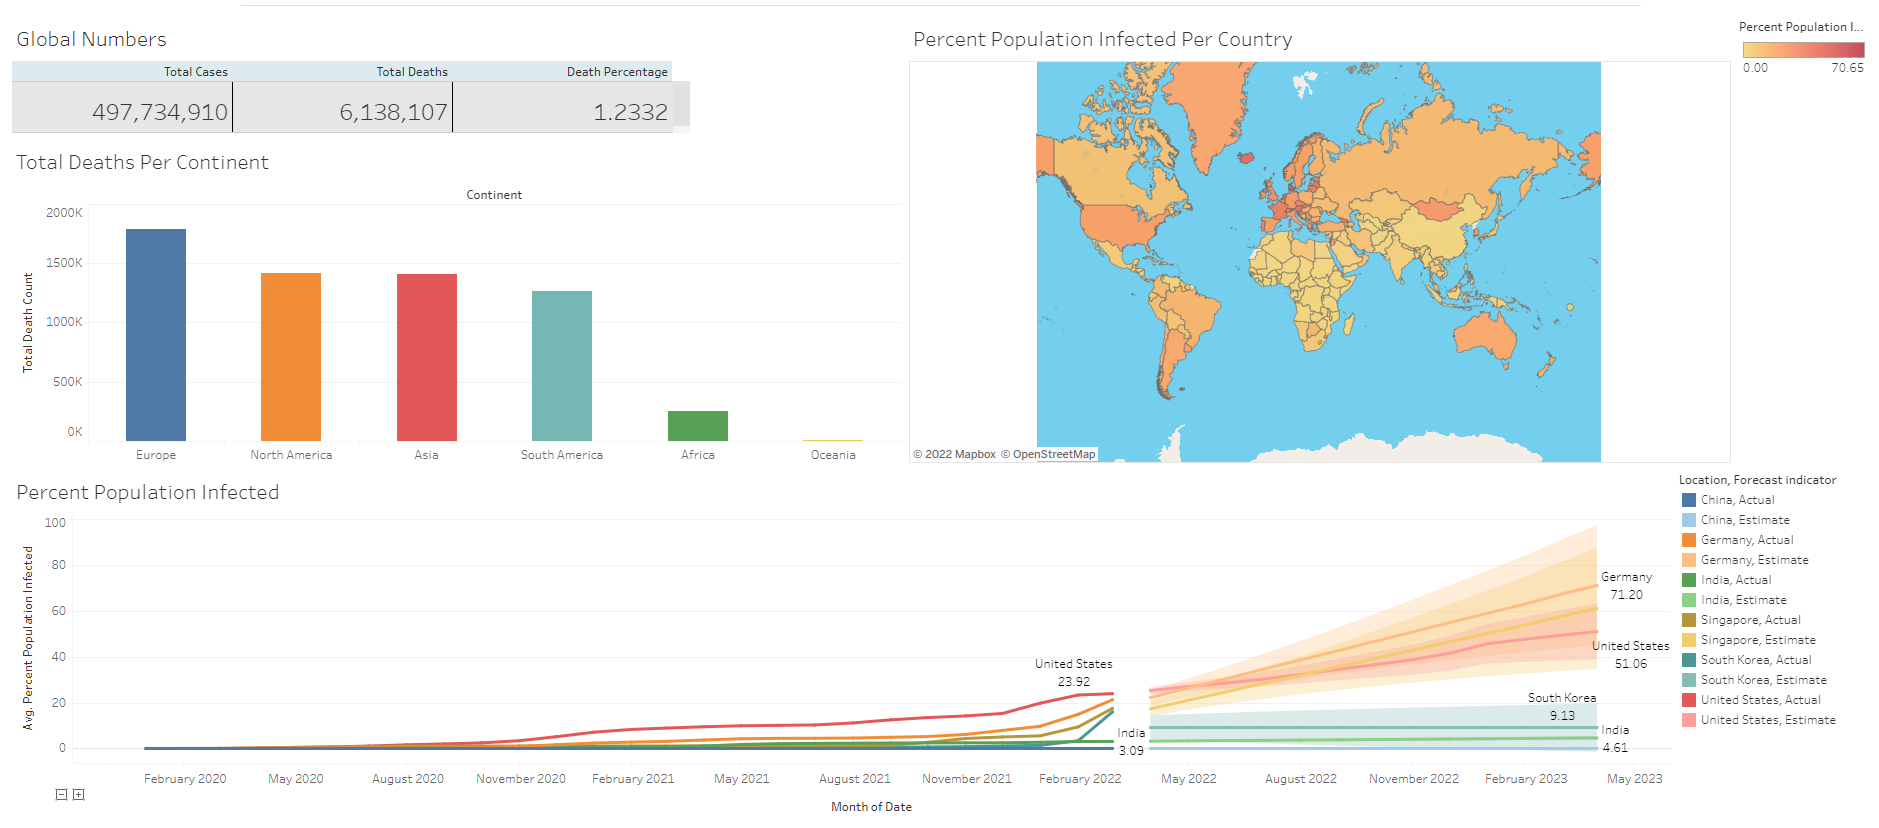 Global Numbers
Total Cases Total Deaths Death Percentage
497,734,910 6,138,107 1.2332
Total Deaths Per Continent
Continent
Total Death Count
2000K
1500K
1000K
500K
0K
Europe North America Asia South America Africa Oceania
Percent Population Infected Per Country
© 2022 Mapbox © OpenStreetMap
Percent Population I...
0.00 70.65
Percent Population Infected
Avg. Percent Population Infected
100
80
60
40
20
0
United States
23.92
India
3.09
Germany
71.20
United States
51.06
South Korea
9.13
India
4.61
February 2020 May 2020 August 2020 November 2020 February 2021 May 2021 August 2021 November 2021 February 2022 May 2022 August 2022 November 2022 February 2023 May 2023
Month of Date
Location, Forecast indicator
China, Actual
China, Estimate
Germany, Actual
Germany, Estimate
India, Actual
India, Estimate
Singapore, Actual
Singapore, Estimate
South Korea, Actual
South Korea, Estimate
United States, Actual
United States, Estimate